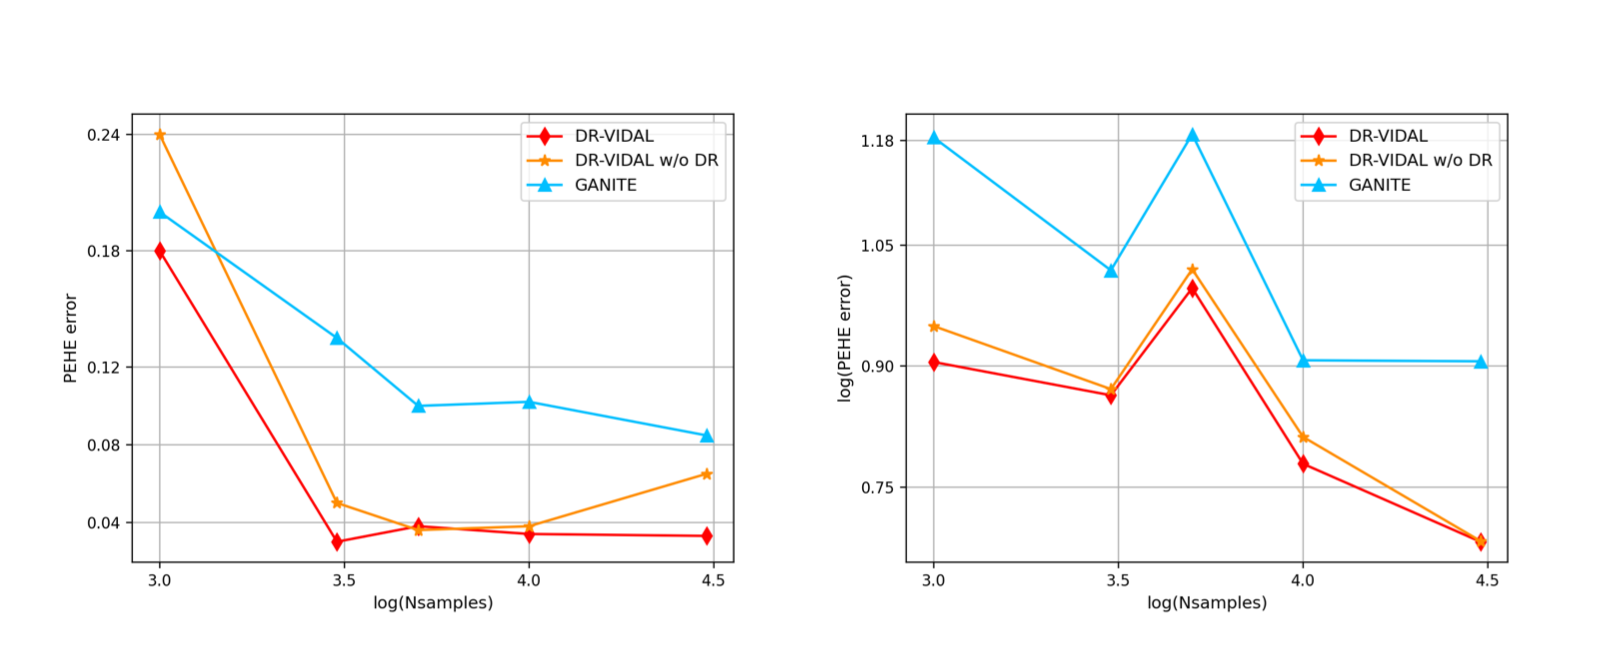 0.24
0.18
0.12
0.08
0.04
PEHE error
3.0 3.5 4.0 4.5
log(Nsamples)
DR-VIDAL
DR-VIDAL w/o DR
GANITE
1.18
1.05
0.90
0.75
log(PEHE error)
3.0 3.5 4.0 4.5
log(Nsamples)
DR-VIDAL
DR-VIDAL w/o DR
GANITE